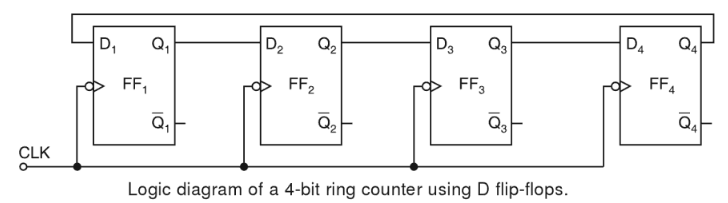 D₁ Q₁ D₂ Q₂ D₃ Q₃ D₄ Q₄
FF₁ FF₂ FF₃ FF₄
Q̅₁ Q̅₂ Q̅₃ Q̅₄
CLK
Logic diagram of a 4-bit ring counter using D flip-flops.